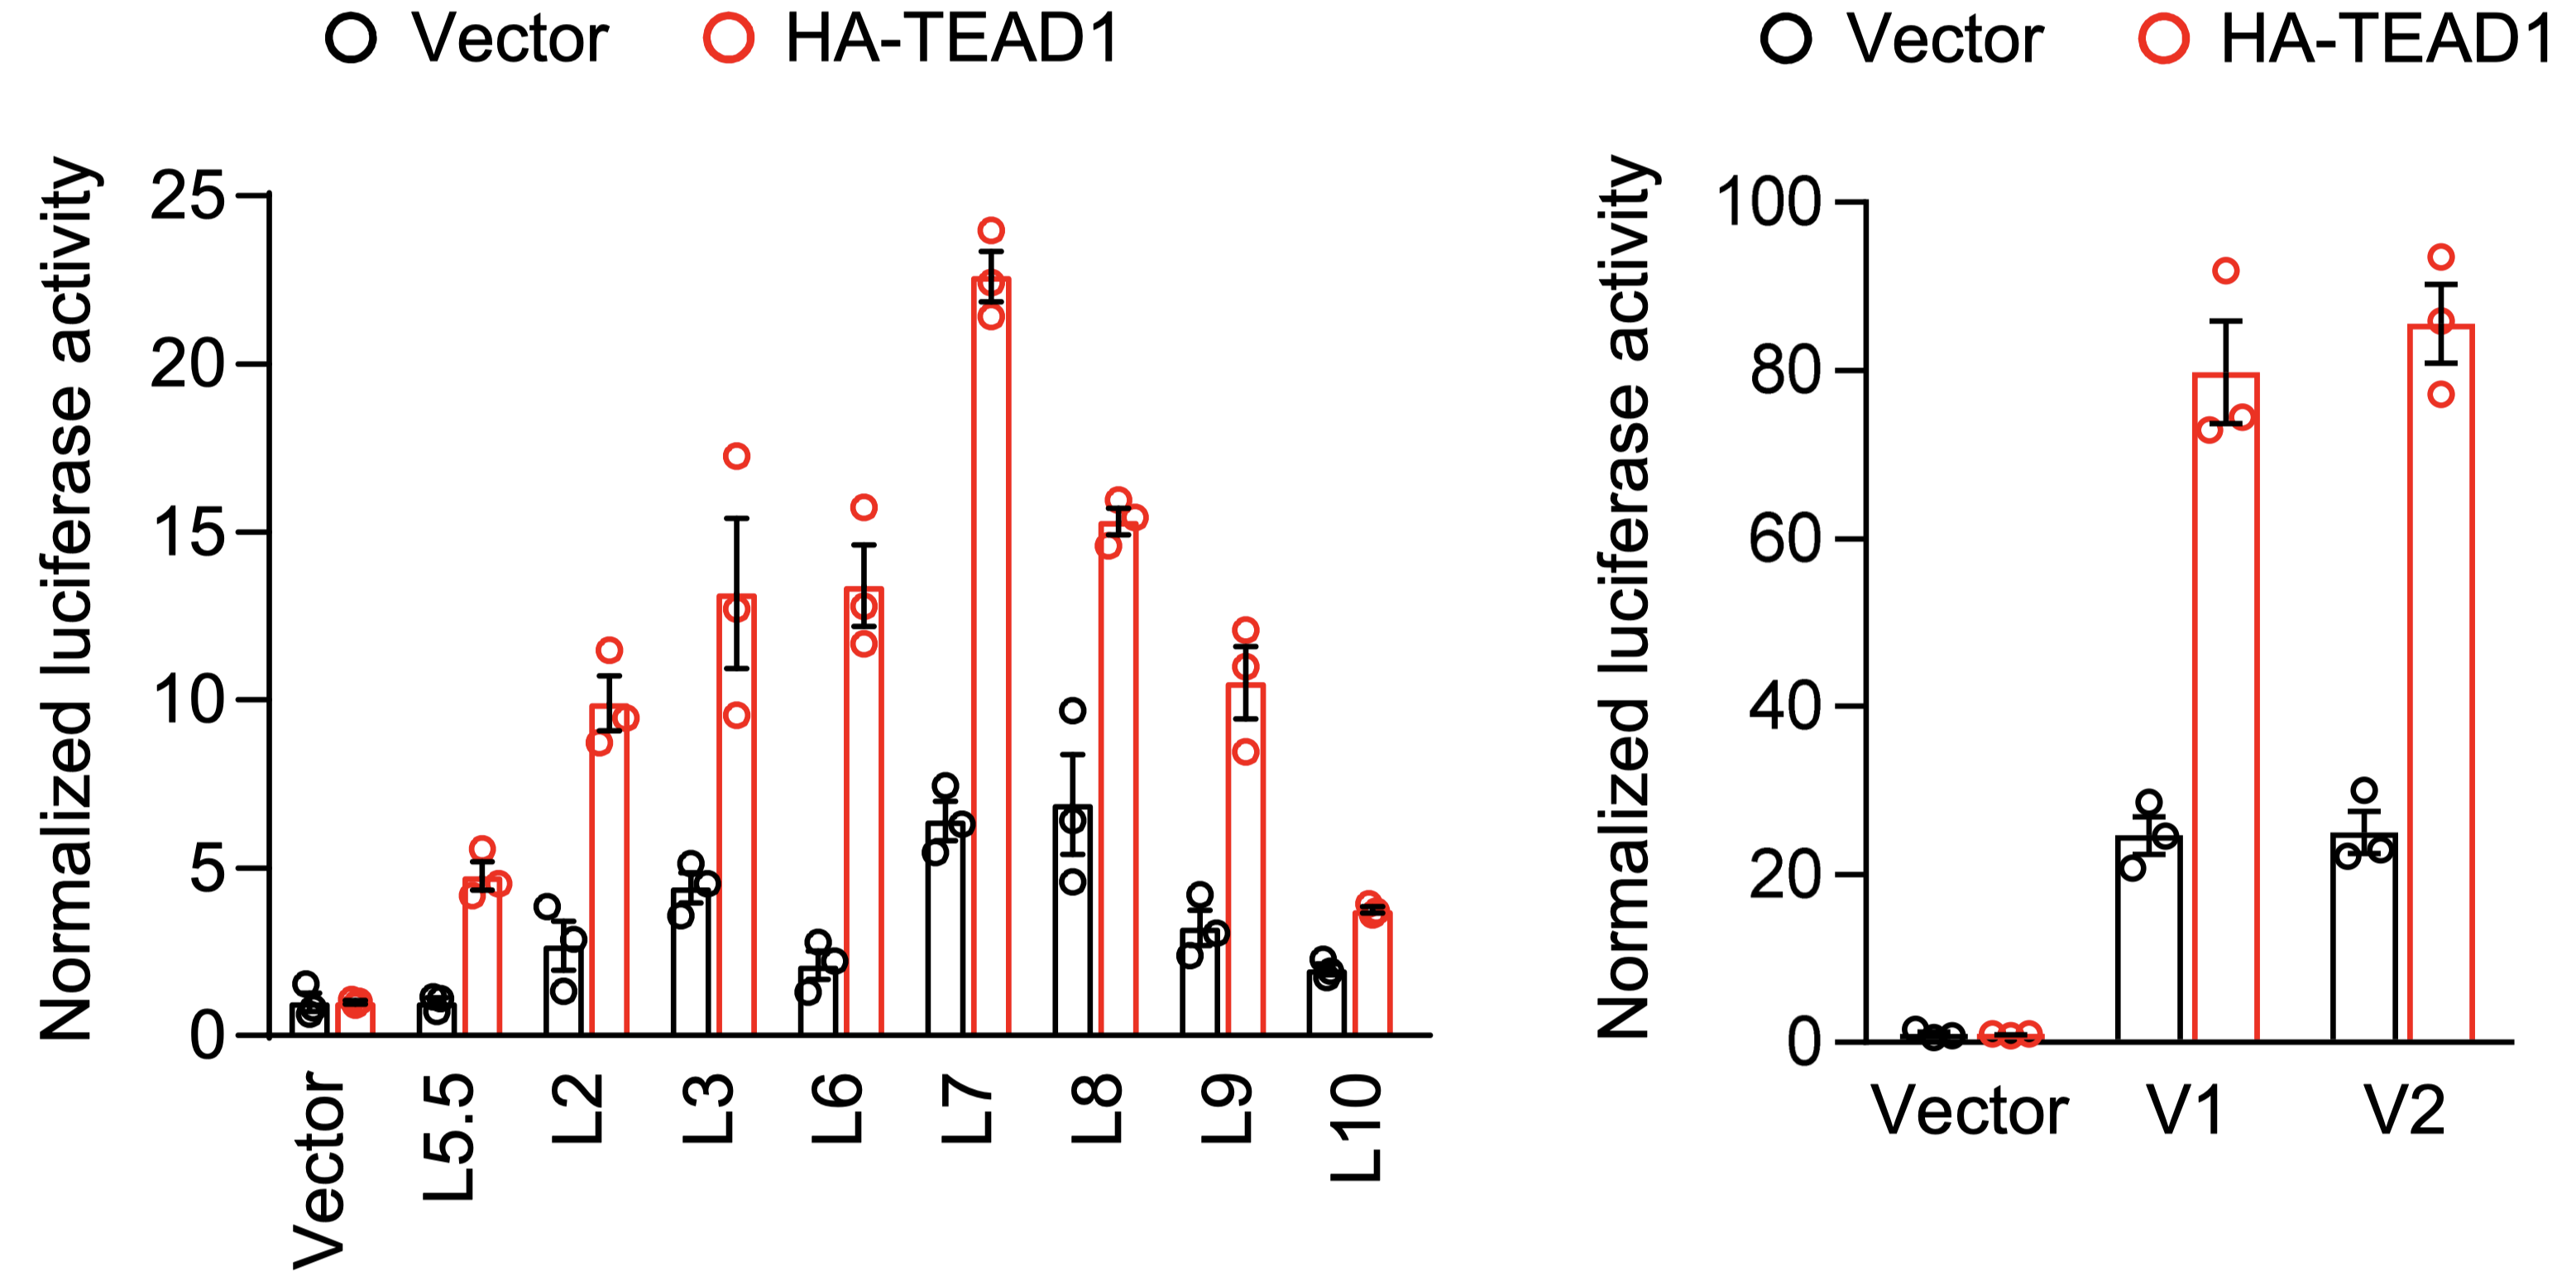 Vector HA-TEAD1
Normalized luciferase activity
25
20
15
10
5
0
Vector
L5.5
L2
L3
L6
L7
L8
L9
L10
Vector HA-TEAD1
Normalized luciferase activity
100
80
60
40
20
0
Vector V1 V2